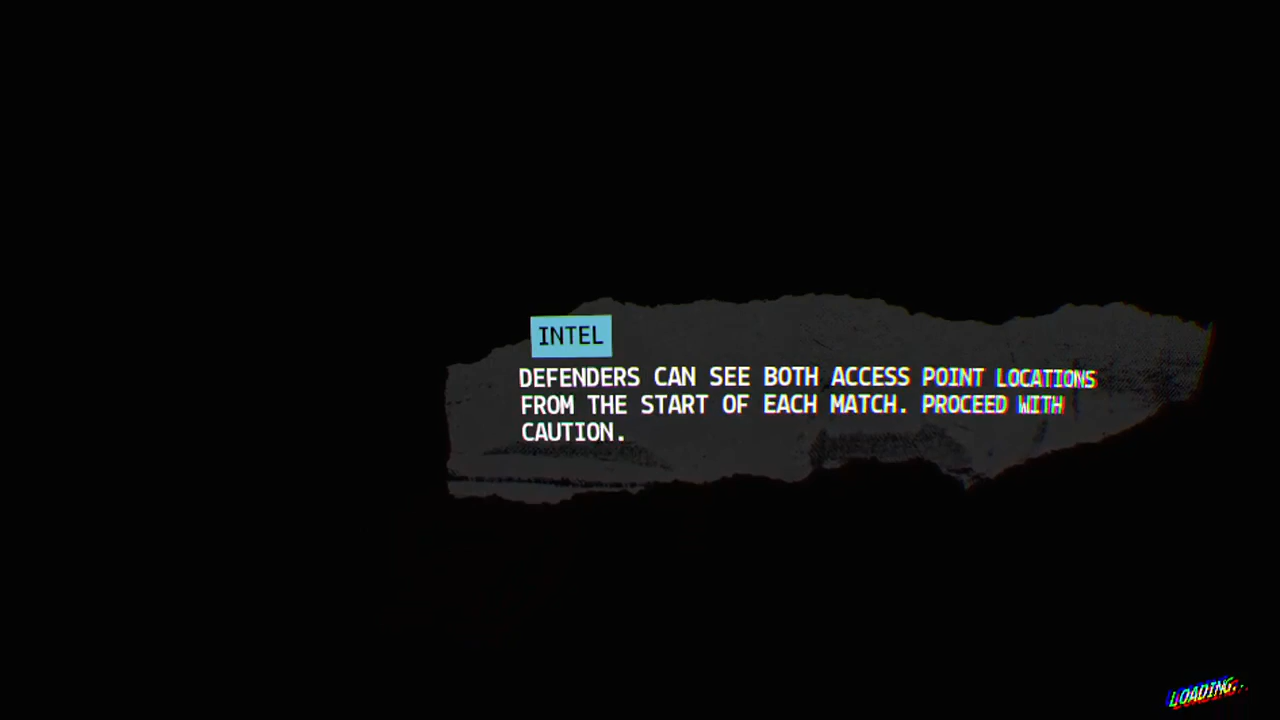 INTEL
DEFENDERS CAN SEE BOTH ACCESS POINT LOCATIONS
FROM THE START OF EACH MATCH. PROCEED WITH
CAUTION.
LOADING..